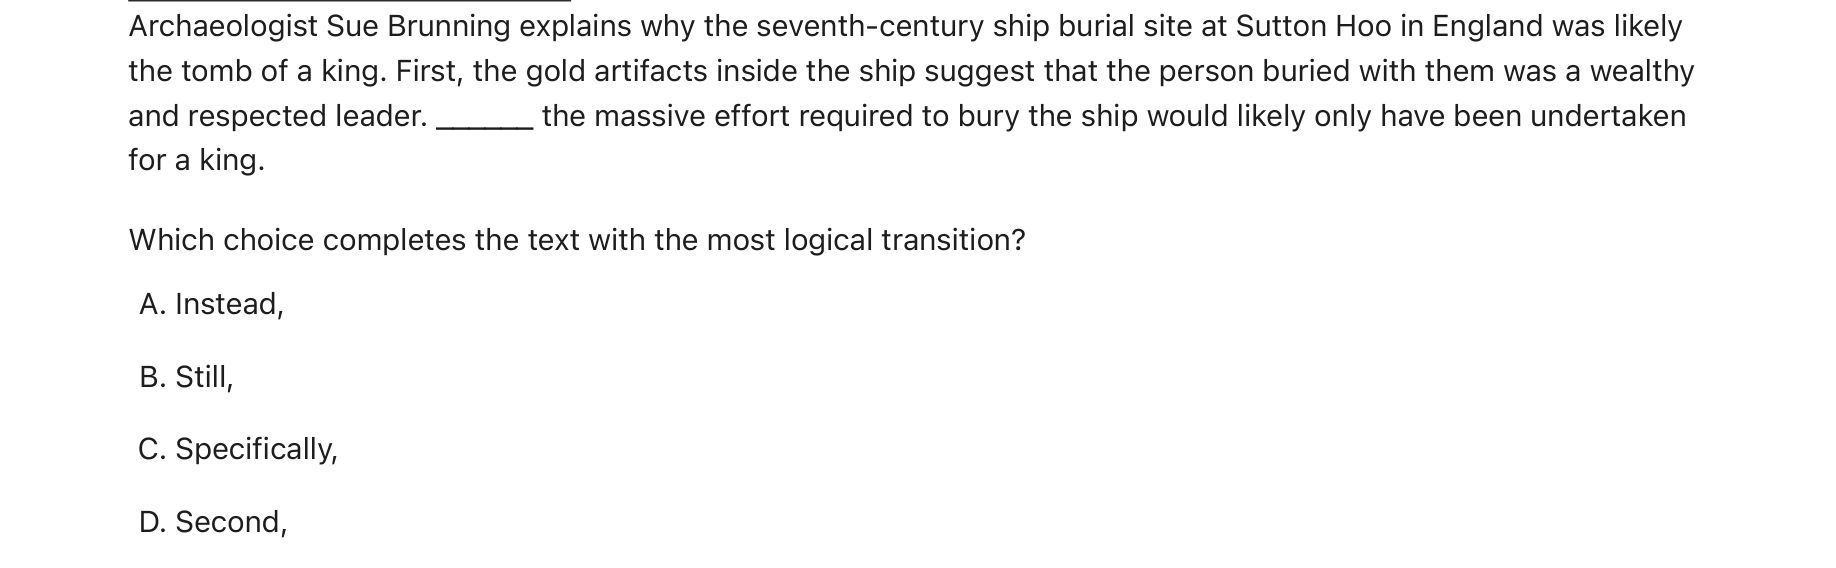 Archaeologist Sue Brunning explains why the seventh-century ship burial site at Sutton Hoo in England was likely
the tomb of a king. First, the gold artifacts inside the ship suggest that the person buried with them was a wealthy
and respected leader. ______ the massive effort required to bury the ship would likely only have been undertaken
for a king.
Which choice completes the text with the most logical transition?
A. Instead,
B. Still,
C. Specifically,
D. Second,